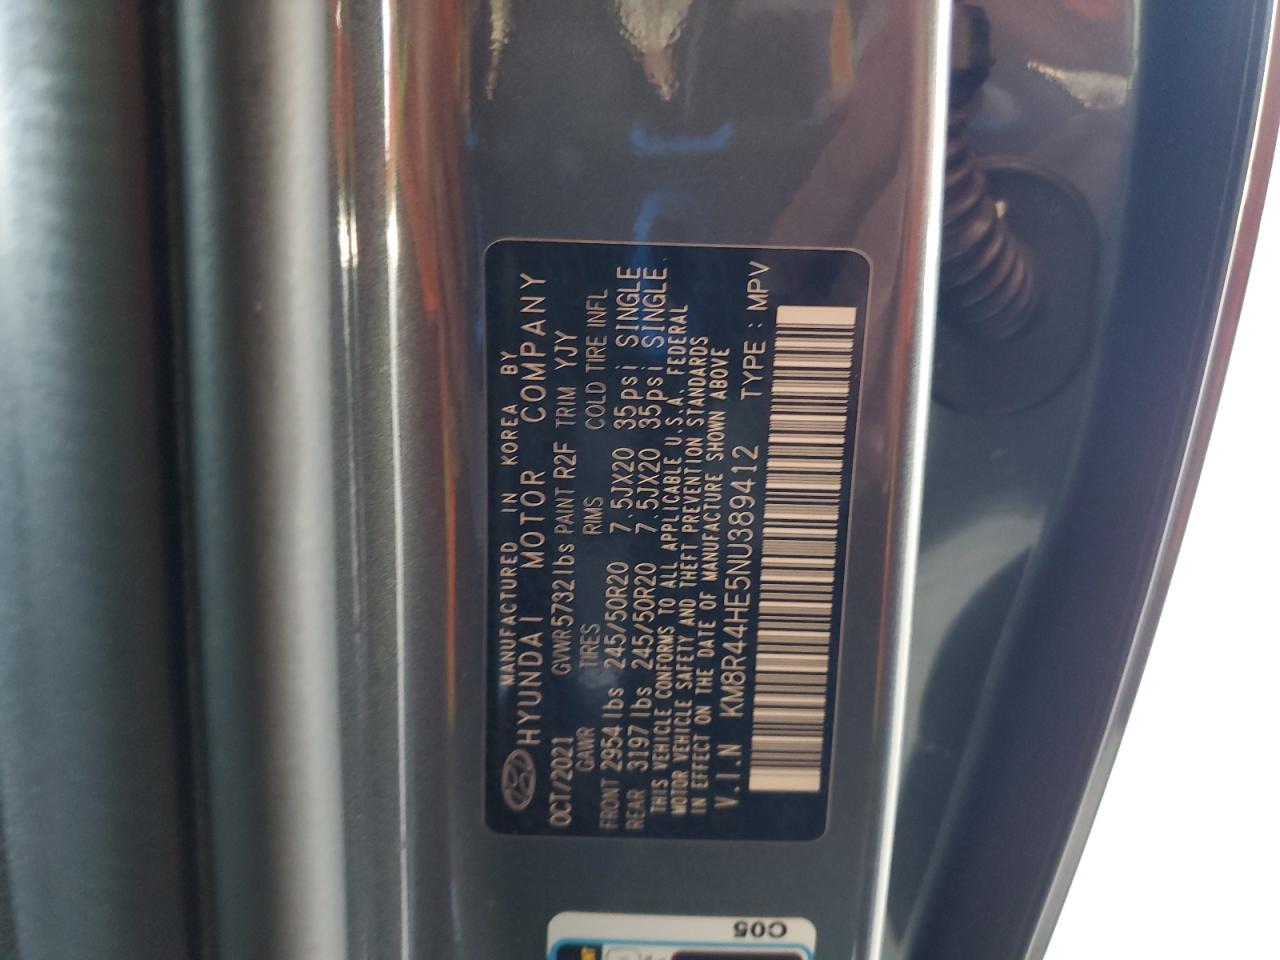 MANUFACTURED IN KOREA BY
HYUNDAI MOTOR COMPANY
OCT/2021 GVWR 5732 lbs PAINT R2F TRIM YJY
GAWR TIRES RIMS COLD TIRE INFL
FRONT 2954 lbs 245/50R20 7.5JX20 35psi SINGLE
REAR 3197 lbs 245/50R20 7.5JX20 35psi SINGLE.
THIS VEHICLE CONFORMS TO ALL APPLICABLE U.S.A. FEDERAL
MOTOR VEHICLE SAFETY AND THEFT PREVENTION STANDARDS
IN EFFECT ON THE DATE OF MANUFACTURE SHOWN ABOVE
V.I.N KM8R44HE5NU389412 TYPE : MPV
C05